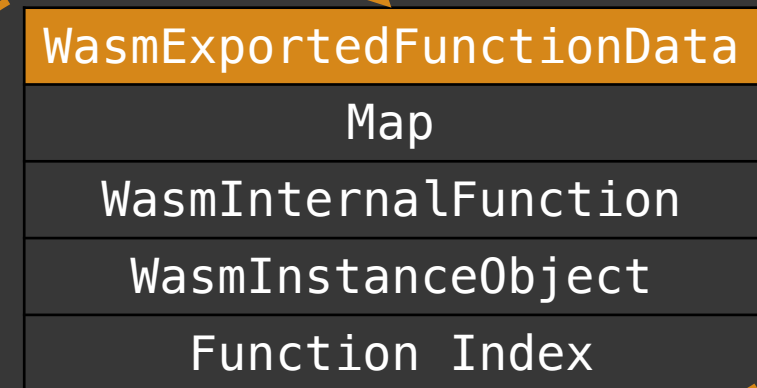 WasmExportedFunctionData
Map
WasmInternalFunction
WasmInstanceObject
Function Index